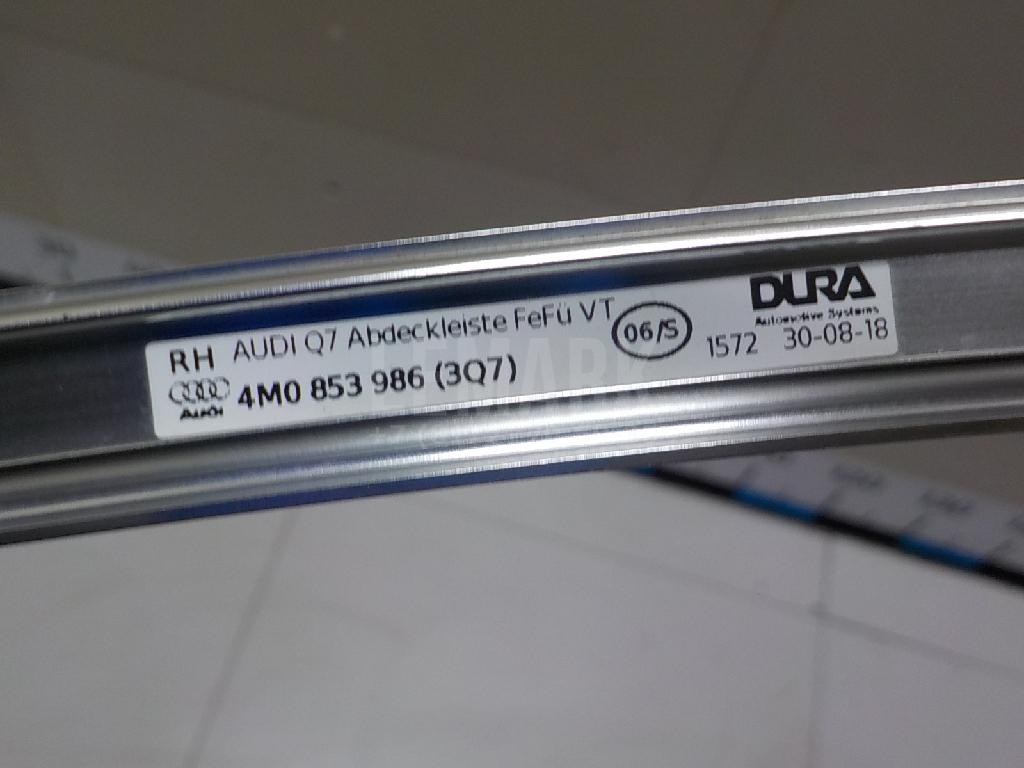 RH AUDI Q7 Abdeckleiste FeFü VT
Audi 4M0 853 986 (3Q7)
06/S
1572 30-08-18
DURA
Automotive Systems
LEMARK